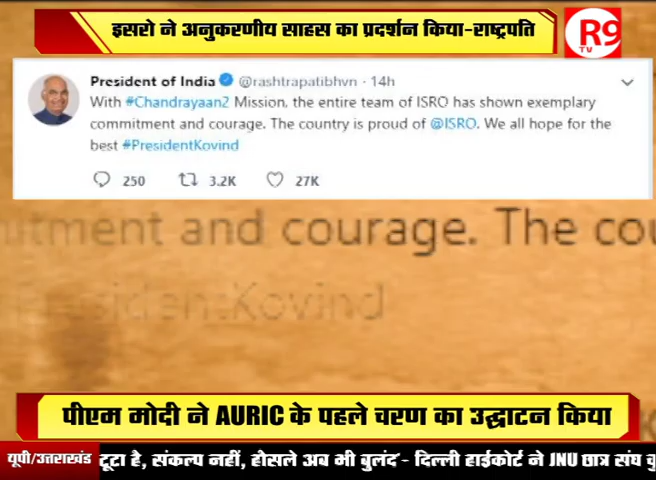 इसरो ने अनुकरणीय साहस का प्रदर्शन किया-राष्ट्रपति
R9
TV
President of India @rashtrapatibhvn · 14h
With #Chandrayaan2 Mission, the entire team of ISRO has shown exemplary
commitment and courage. The country is proud of @ISRO. We all hope for the
best #PresidentKovind
250 3.2K 27K
itment and courage. The cou
PresidentKovind
पीएम मोदी ने AURIC के पहले चरण का उद्घाटन किया
यूपी/उत्तराखंड टूटा है, संकल्प नहीं, हौसले अब भी बुलंद'- दिल्ली हाईकोर्ट ने JNU छात्र संघ चु